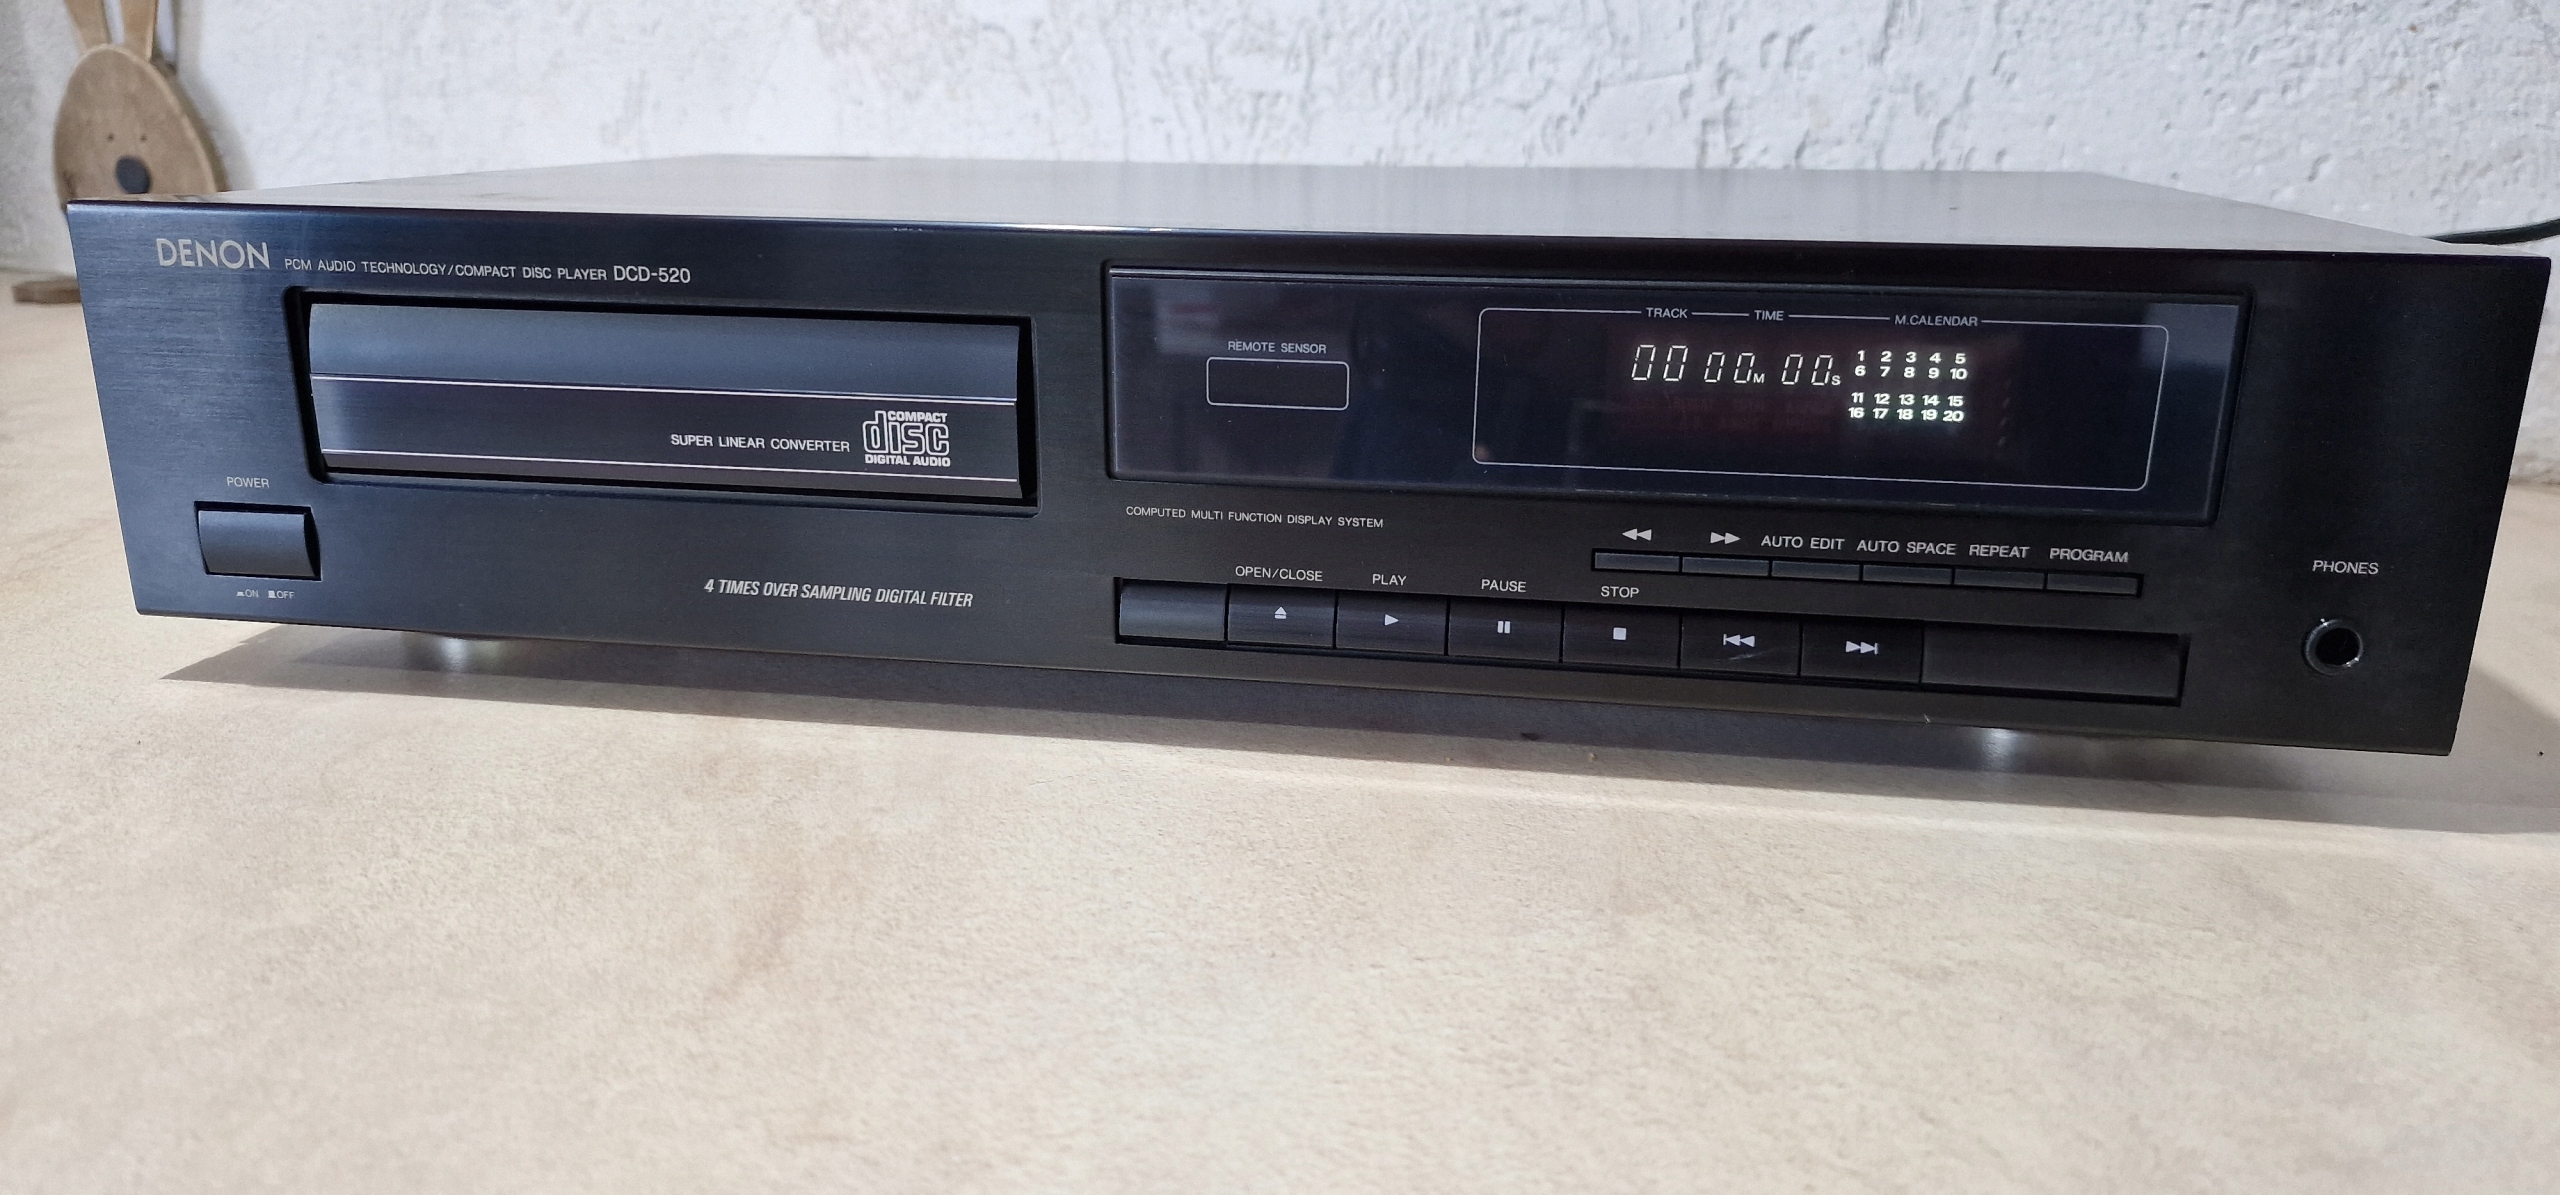 DENON PCM AUDIO TECHNOLOGY/COMPACT DISC PLAYER DCD-520
TRACK TIME M.CALENDAR
REMOTE SENSOR
00 00M 00S
1 2 3 4 5
6 7 8 9 10
11 12 13 14 15
16 17 18 19 20
SUPER LINEAR CONVERTER
COMPACT
disc
DIGITAL AUDIO
POWER
ON OFF
COMPUTED MULTI FUNCTION DISPLAY SYSTEM
AUTO EDIT AUTO SPACE REPEAT PROGRAM
4 TIMES OVER SAMPLING DIGITAL FILTER
OPEN/CLOSE PLAY PAUSE STOP
PHONES